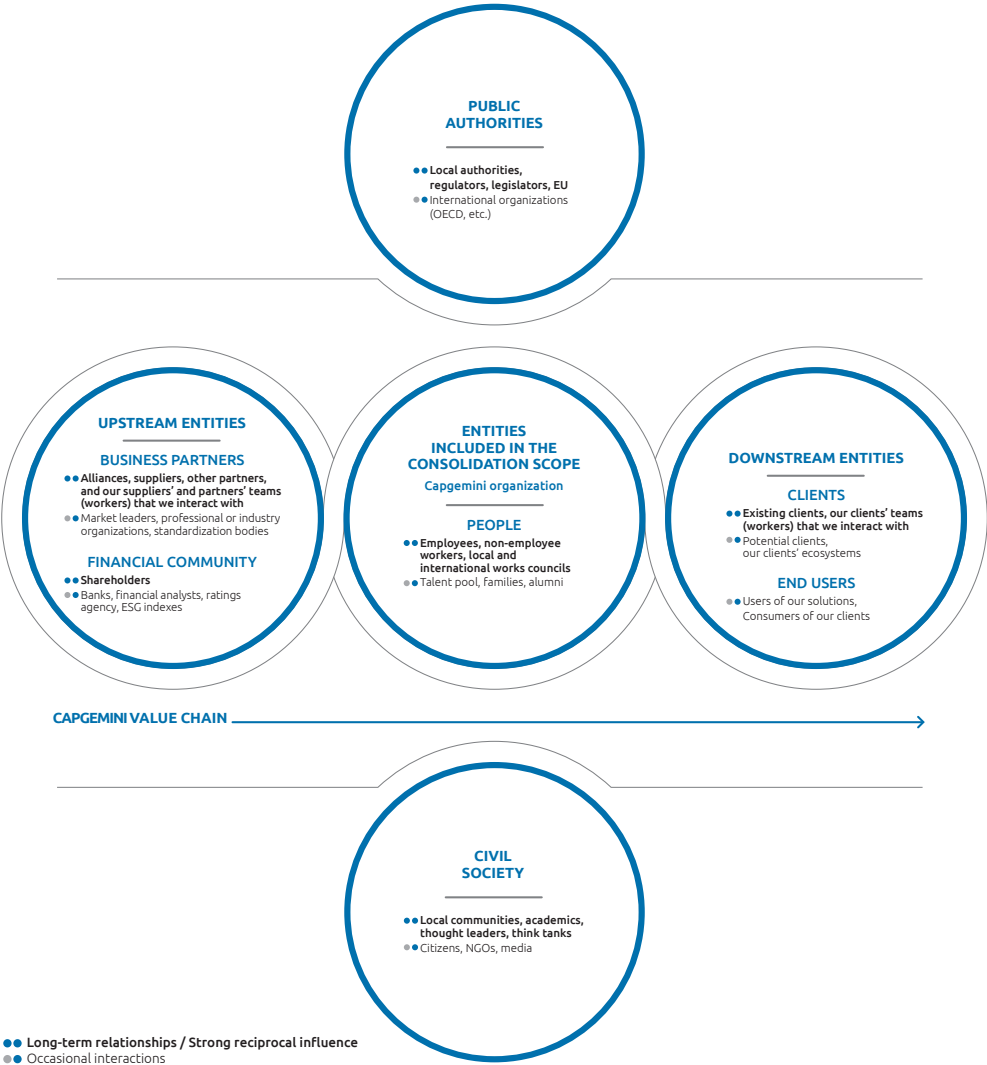 PUBLIC
AUTHORITIES
Local authorities,
regulators, legislators, EU
International organizations
(OECD, etc.)
UPSTREAM ENTITIES
BUSINESS PARTNERS
Alliances, suppliers, other partners,
and our suppliers’ and partners’ teams
(workers) that we interact with
Market leaders, professional or industry
organizations, standardization bodies
FINANCIAL COMMUNITY
Shareholders
Banks, financial analysts, ratings
agency, ESG indexes
ENTITIES
INCLUDED IN THE
CONSOLIDATION SCOPE
Capgemini organization
PEOPLE
Employees, non-employee
workers, local and
international works councils
Talent pool, families, alumni
DOWNSTREAM ENTITIES
CLIENTS
Existing clients, our clients’ teams
(workers) that we interact with
Potential clients,
our clients’ ecosystems
END USERS
Users of our solutions,
Consumers of our clients
CAPGEMINI VALUE CHAIN
CIVIL
SOCIETY
Local communities, academics,
thought leaders, think tanks
Citizens, NGOs, media
Long-term relationships / Strong reciprocal influence
Occasional interactions